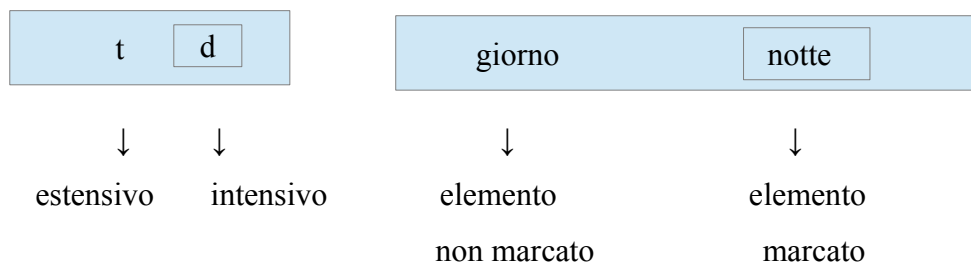 t d giorno notte
↓ ↓ ↓ ↓
estensivo intensivo elemento elemento
non marcato marcato